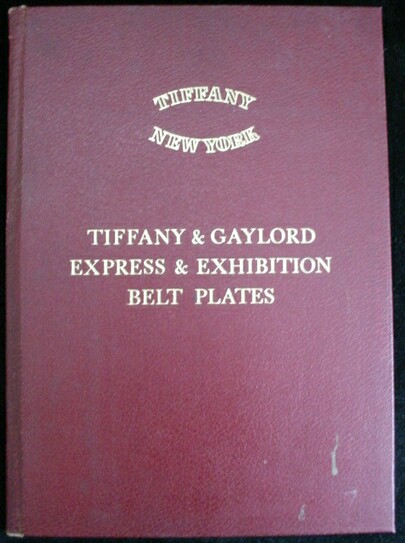 TIFFANY
NEW YORK
TIFFANY & GAYLORD
EXPRESS & EXHIBITION
BELT PLATES